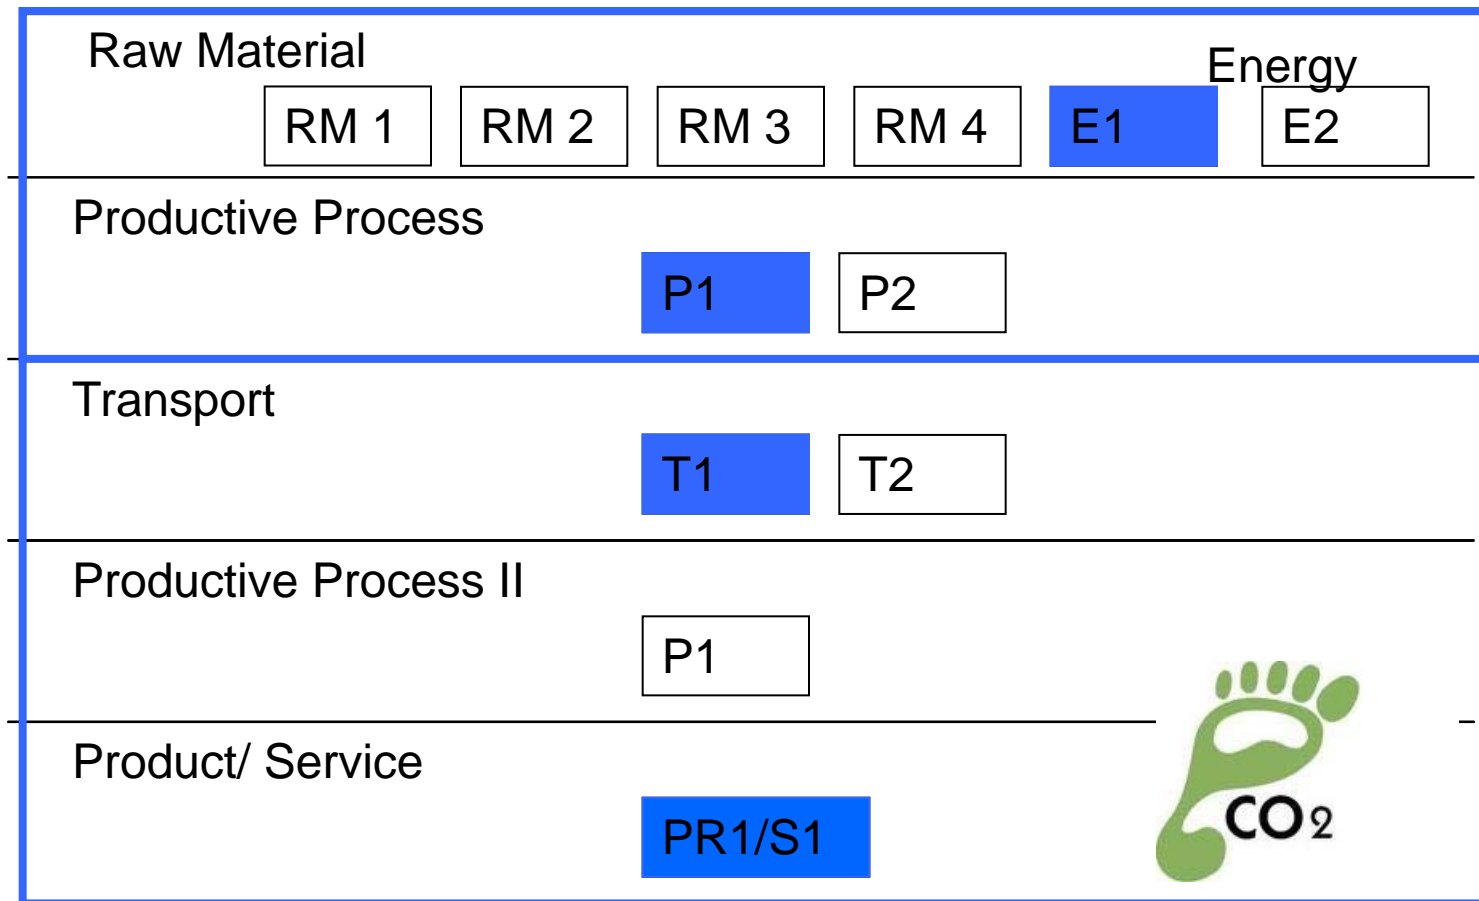 Raw Material
Energy
RM 1 RM 2 RM 3 RM 4 E1 E2
Productive Process
P1 P2
Transport
T1 T2
Productive Process II
P1
Product/ Service
PR1/S1
CO2